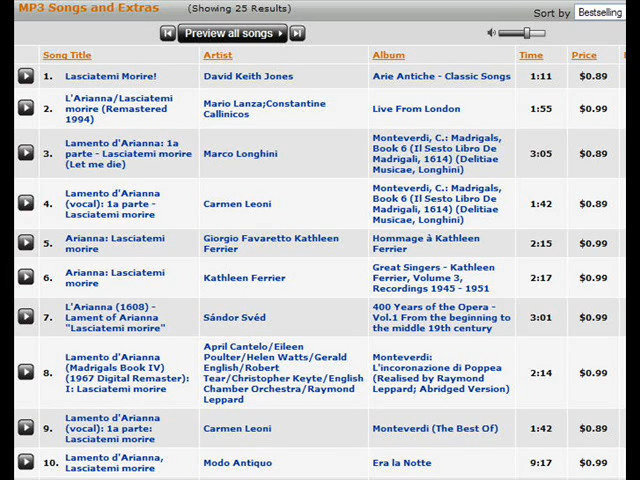 MP3 Songs and Extras (Showing 25 Results)
Sort by Bestselling
Preview all songs
Song Title Artist Album Time Price
1. Lasciatemi Morire! David Keith Jones Arie Antiche - Classic Songs 1:11 $0.89
L'Arianna/Lasciatemi
2. morire (Remastered Mario Lanza;Constantine Live From London 1:55 $0.99
1994) Callinicos
Monteverdi, C.: Madrigals,
Lamento d'Arianna: 1a Book 6 (Il Sesto Libro De
3. parte - Lasciatemi morire Marco Longhini Madrigali, 1614) (Delitiae 3:05 $0.89
(Let me die) Musicae, Longhini)
Monteverdi, C.: Madrigals,
Lamento d'Arianna Book 6 (Il Sesto Libro De
4. (vocal): 1a parte - Carmen Leoni Madrigali, 1614) (Delitiae 1:42 $0.89
Lasciatemi morire Musicae, Longhini)
5. Arianna: Lasciatemi Giorgio Favaretto Kathleen Hommage à Kathleen 2:15 $0.99
morire Ferrier Ferrier
Great Singers - Kathleen
6. Arianna: Lasciatemi Kathleen Ferrier Ferrier, Volume 3, 2:17 $0.99
morire Recordings 1945 - 1951
L'Arianna (1608) - 400 Years of the Opera -
7. Lament of Arianna Sándor Svéd Vol.1 From the beginning to 3:01 $0.99
"Lasciatemi morire" the middle 19th century
April Cantelo/Eileen
Lamento d'Arianna Poulter/Helen Watts/Gerald Monteverdi:
(Madrigals Book IV) English/Robert L'incoronazione di Poppea
8. (1967 Digital Remaster): Tear/Christopher Keyte/English (Realised by Raymond 2:14 $0.99
I: Lasciatemi morire Chamber Orchestra/Raymond Leppard; Abridged Version)
Leppard
Lamento d'Arianna
9. (vocal): 1a parte: Carmen Leoni Monteverdi (The Best Of) 1:42 $0.89
Lasciatemi morire
10. Lamento d'Arianna, Modo Antiquo Era la Notte 9:17 $0.99
Lasciatemi morire